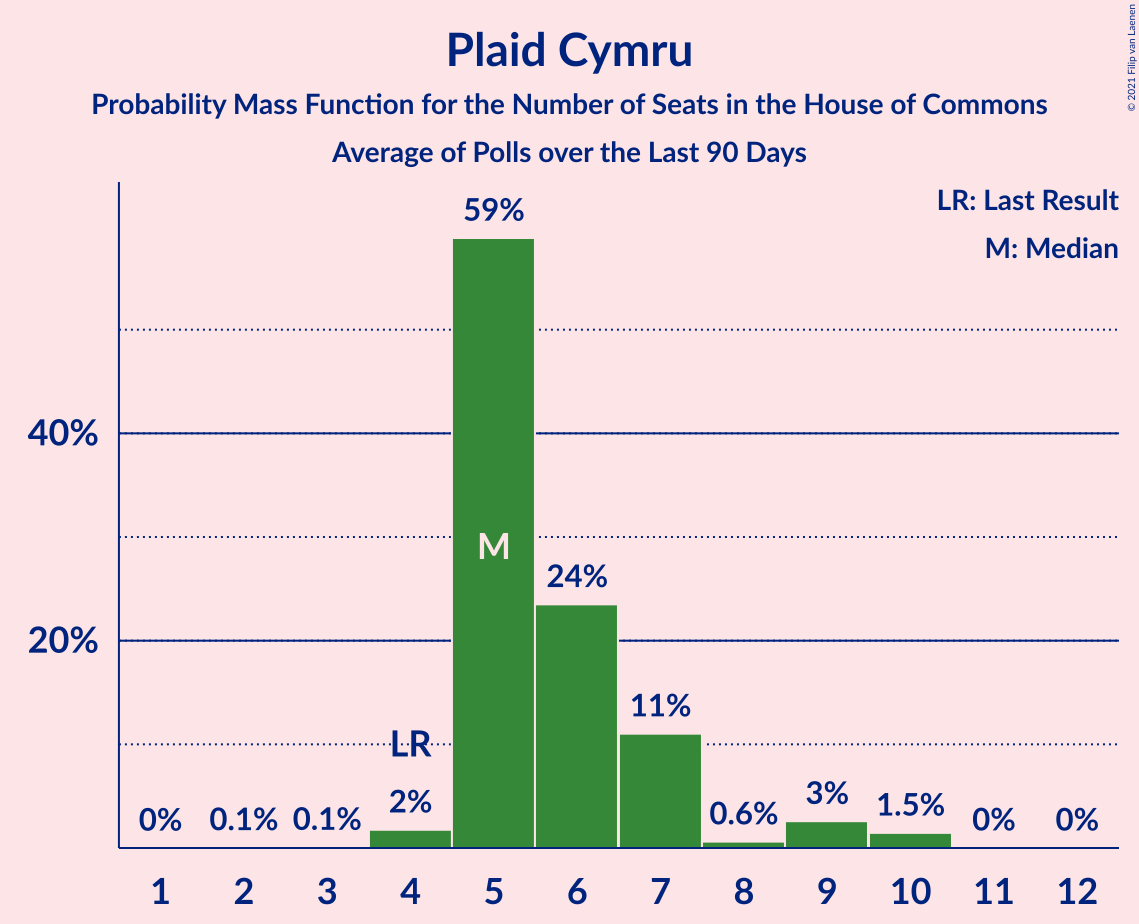 Plaid Cymru
Probability Mass Function for the Number of Seats in the House of Commons
Average of Polls over the Last 90 Days
© 2021 Filip van Laenen
LR: Last Result
M: Median
59%
40%
M
24%
20%
11%
LR
2%
0%
0.1%
0.1%
0.6%
3%
1.5%
0%
0%
1 2 3 4 5 6 7 8 9 10 11 12